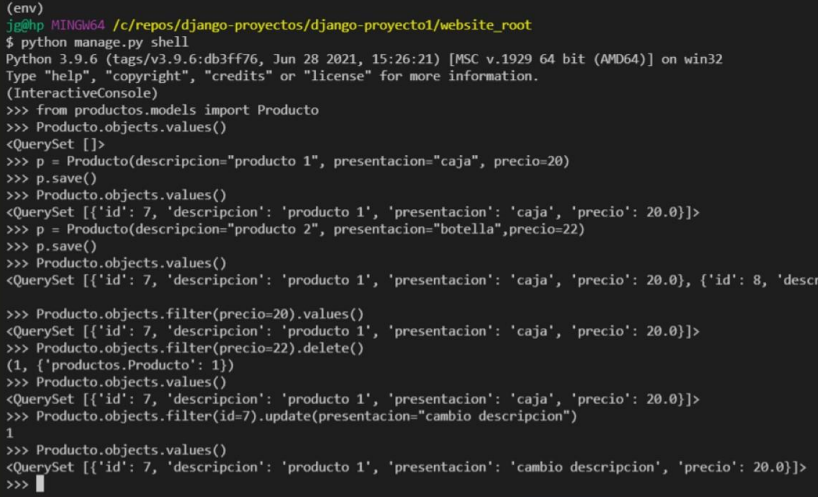 (env)
jg@hp MINGW64 /c/repos/django-proyectos/django-proyecto1/website_root
$ python manage.py shell
Python 3.9.6 (tags/v3.9.6:db3ff76, Jun 28 2021, 15:26:21) [MSC v.1929 64 bit (AMD64)] on win32
Type "help", "copyright", "credits" or "license" for more information.
(InteractiveConsole)
>>> from productos.models import Producto
>>> Producto.objects.values()
<QuerySet []>
>>> p = Producto(descripcion="producto 1", presentacion="caja", precio=20)
>>> p.save()
>>> Producto.objects.values()
<QuerySet [{'id': 7, 'descripcion': 'producto 1', 'presentacion': 'caja', 'precio': 20.0}]>
>>> p = Producto(descripcion="producto 2", presentacion="botella",precio=22)
>>> p.save()
>>> Producto.objects.values()
<QuerySet [{'id': 7, 'descripcion': 'producto 1', 'presentacion': 'caja', 'precio': 20.0}, {'id': 8, 'descr
>>> Producto.objects.filter(precio=20).values()
<QuerySet [{'id': 7, 'descripcion': 'producto 1', 'presentacion': 'caja', 'precio': 20.0}]>
>>> Producto.objects.filter(precio=22).delete()
(1, {'productos.Producto': 1})
>>> Producto.objects.values()
<QuerySet [{'id': 7, 'descripcion': 'producto 1', 'presentacion': 'caja', 'precio': 20.0}]>
>>> Producto.objects.filter(id=7).update(presentacion="cambio descripcion")
1
>>> Producto.objects.values()
<QuerySet [{'id': 7, 'descripcion': 'producto 1', 'presentacion': 'cambio descripcion', 'precio': 20.0}]>
>>>